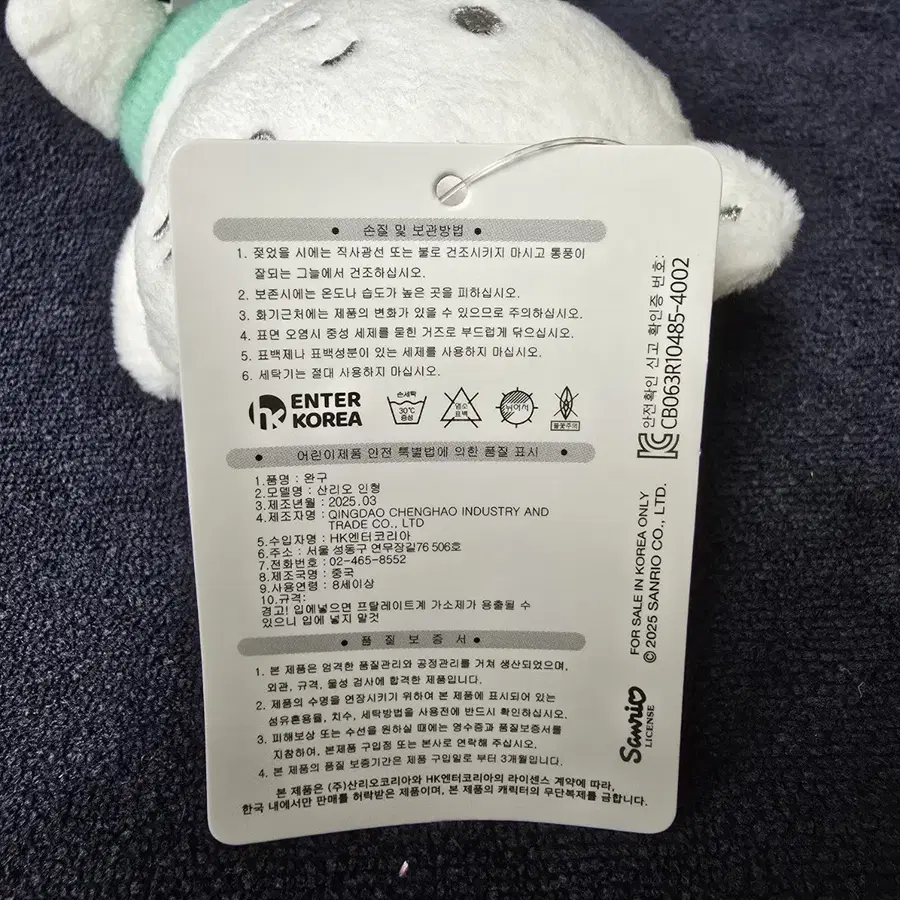 손질 및 보관방법
1. 젖었을 시에는 직사광선 또는 불로 건조시키지 마시고 통풍이
잘되는 그늘에서 건조하십시오.
2. 보존시에는 온도나 습도가 높은 곳을 피하십시오.
3. 화기근처에는 제품의 변화가 있을 수 있으므로 주의하십시오.
4. 표면 오염시 중성 세제를 묻힌 거즈로 부드럽게 닦으십시오.
5. 표백제나 표백성분이 있는 세제를 사용하지 마십시오.
6. 세탁기는 절대 사용하지 마십시오.
hk ENTER
KOREA
손세탁
30℃
중성
염소
표백
드라이
불꽃주의
어린이제품 안전 특별법에 의한 품질 표시
1.품명 : 완구
2.모델명 : 산리오 인형
3.제조년월 : 2025.03
4.제조자명 : QINGDAO CHENGHAO INDUSTRY AND
TRADE CO., LTD
5.수입자명 : HK엔터코리아
6.주소 : 서울 성동구 연무장길76 506호
7.전화번호 : 02-465-8552
8.제조국명 : 중국
9.사용연령 : 8세이상
10.규격:
경고! 입에넣으면 프탈레이트계 가소제가 용출될 수
있으니 입에 넣지 말것
품 질 보 증 서
1. 본 제품은 엄격한 품질관리와 공정관리를 거쳐 생산되었으며,
외관, 규격, 물성 검사에 합격한 제품입니다.
2. 제품의 수명을 연장시키기 위하여 본 제품에 표시되어 있는
섬유혼용율, 치수, 세탁방법을 사용전에 반드시 확인하십시오.
3. 피해보상 또는 수선을 원하실 때에는 영수증과 품질보증서를
지참하여, 본제품 구입점 또는 본사로 연락해 주십시오.
4. 본 제품의 품질 보증기간은 제품 구입일로 부터 3개월입니다.
본 제품은 (주)산리오코리아와 HK엔터코리아의 라이센스 계약에 따라,
한국 내에서만 판매를 허락받은 제품이며, 본 제품의 캐릭터의 무단복제를 금합니다.
안전확인 신고 확인증 번호:
CB063R10485-4002
FOR SALE IN KOREA ONLY
© 2025 SANRIO CO., LTD.
Sanrio
LICENSE